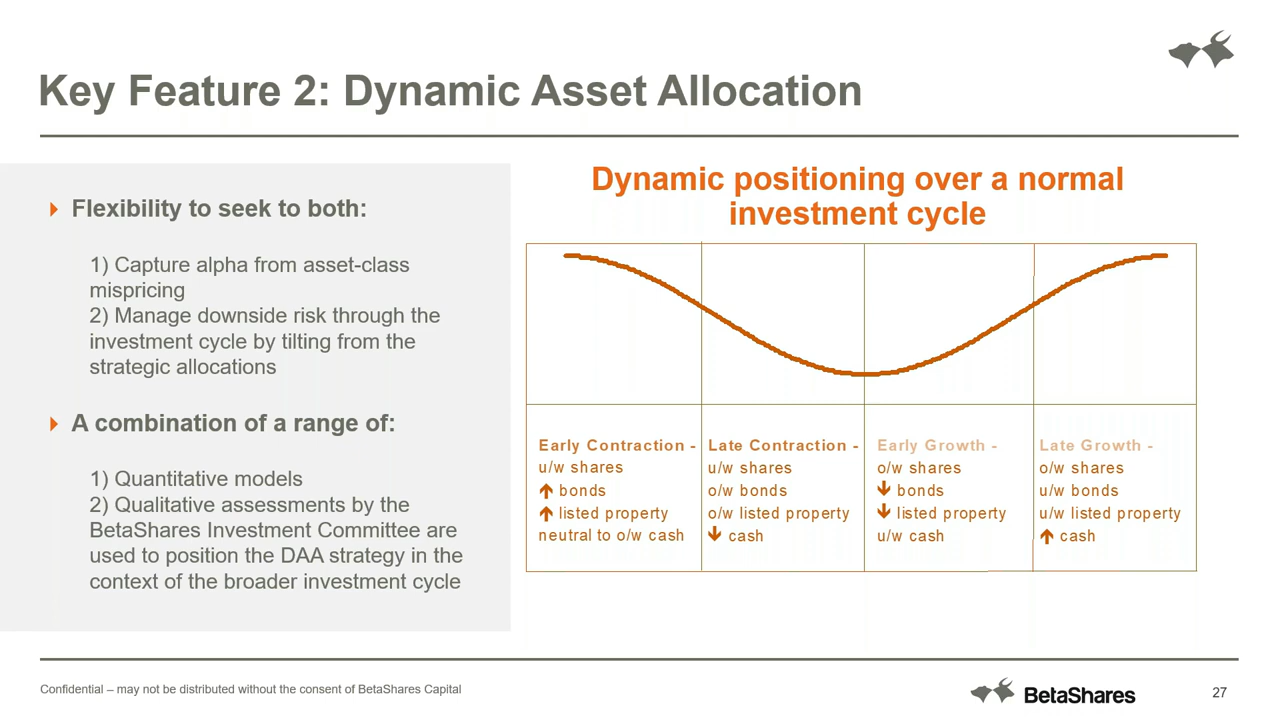 Key Feature 2: Dynamic Asset Allocation
Flexibility to seek to both:
1) Capture alpha from asset-class
mispricing
2) Manage downside risk through the
investment cycle by tilting from the
strategic allocations
A combination of a range of:
1) Quantitative models
2) Qualitative assessments by the
BetaShares Investment Committee are
used to position the DAA strategy in the
context of the broader investment cycle
Dynamic positioning over a normal
investment cycle
Early Contraction -
u/w shares
↑ bonds
↑ listed property
neutral to o/w cash
Late Contraction -
u/w shares
o/w bonds
o/w listed property
↓ cash
Early Growth -
o/w shares
↓ bonds
↓ listed property
u/w cash
Late Growth -
o/w shares
u/w bonds
u/w listed property
↑ cash
Confidential – may not be distributed without the consent of BetaShares Capital
BetaShares
27